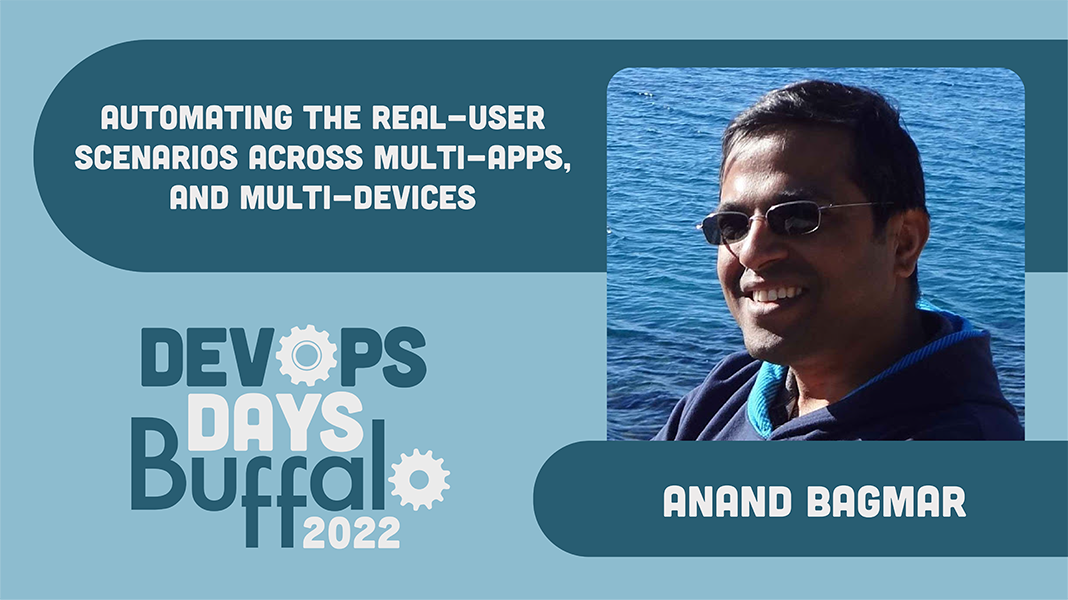 AUTOMATING THE REAL-USER
SCENARIOS ACROSS MULTI-APPS,
AND MULTI-DEVICES
DEVOPS
DAYS
Buffalo
2022
ANAND BAGMAR